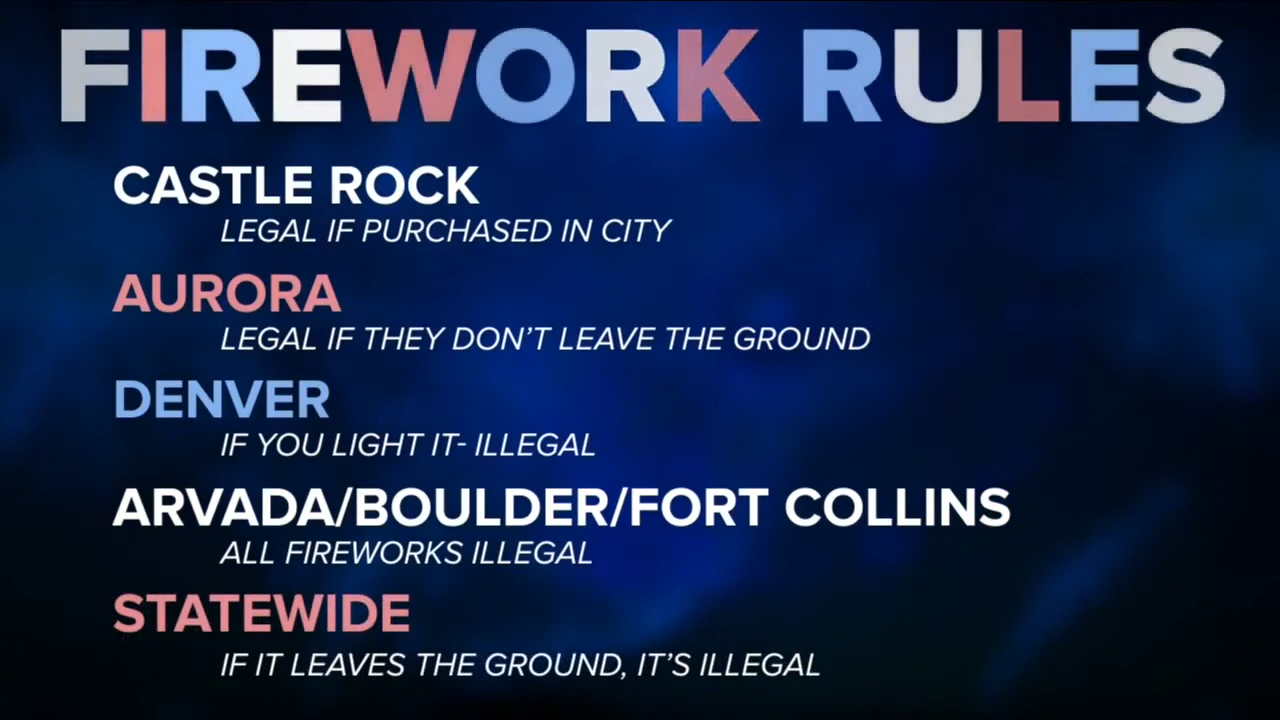 FIREWORK RULES
CASTLE ROCK
LEGAL IF PURCHASED IN CITY
AURORA
LEGAL IF THEY DON'T LEAVE THE GROUND
DENVER
IF YOU LIGHT IT- ILLEGAL
ARVADA/BOULDER/FORT COLLINS
ALL FIREWORKS ILLEGAL
STATEWIDE
IF IT LEAVES THE GROUND, IT'S ILLEGAL